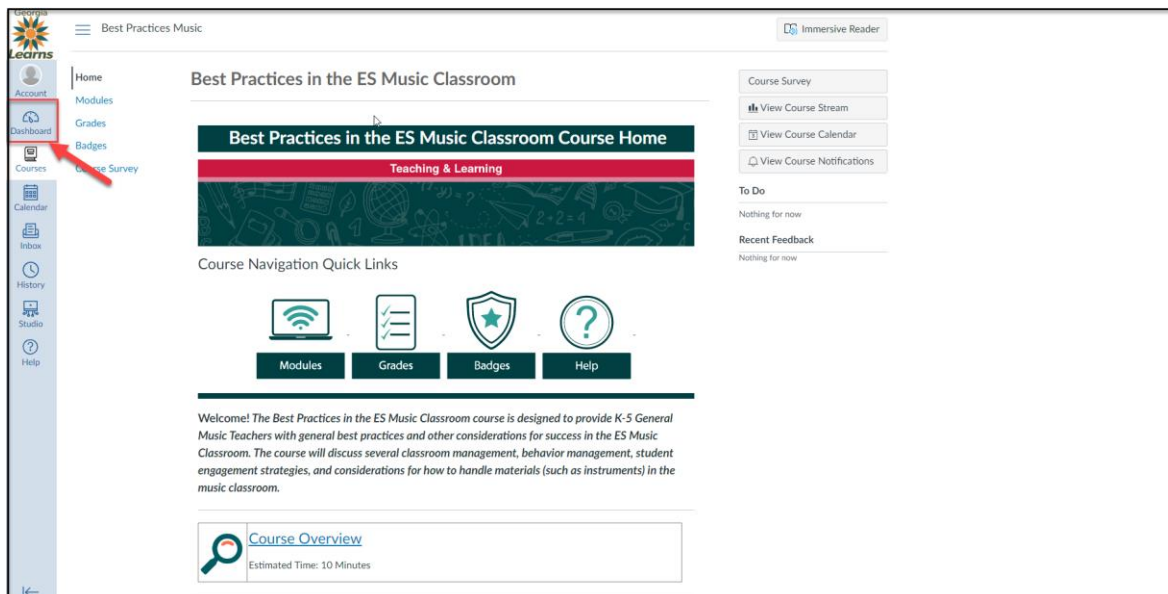 Georgia
Learns
Account
Dashboard
Courses
Calendar
Inbox
History
Studio
Help
Best Practices Music
Immersive Reader
Home
Modules
Grades
Badges
Course Survey
Best Practices in the ES Music Classroom
Best Practices in the ES Music Classroom Course Home
Teaching & Learning
2+2=4
IDEA
Course Navigation Quick Links
Modules
Grades
Badges
Help
Welcome! The Best Practices in the ES Music Classroom course is designed to provide K-5 General
Music Teachers with general best practices and other considerations for success in the ES Music
Classroom. The course will discuss several classroom management, behavior management, student
engagement strategies, and considerations for how to handle materials (such as instruments) in the
music classroom.
Course Overview
Estimated Time: 10 Minutes
Course Survey
View Course Stream
View Course Calendar
View Course Notifications
To Do
Nothing for now
Recent Feedback
Nothing for now